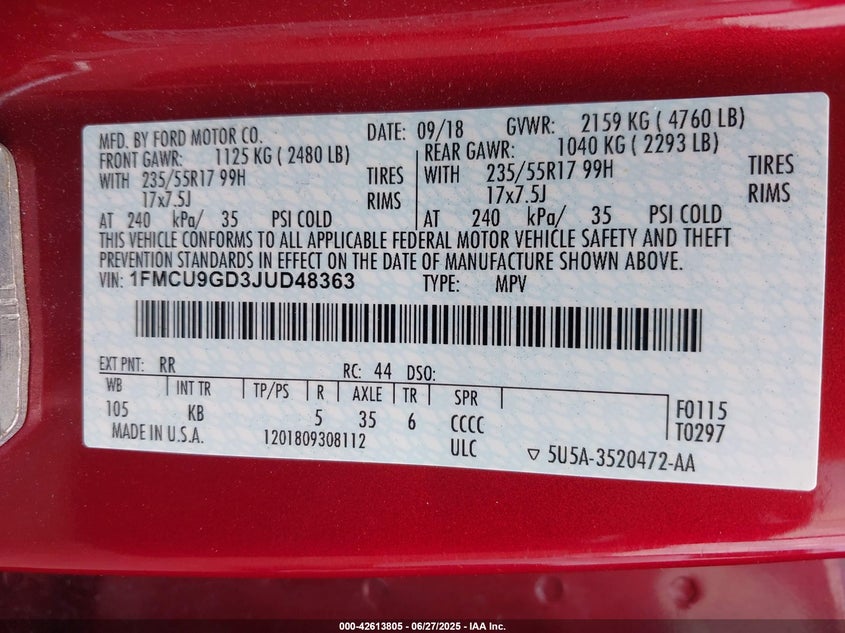 MFD. BY FORD MOTOR CO. DATE: 09/18 GVWR: 2159 KG ( 4760 LB)
FRONT GAWR: 1125 KG ( 2480 LB) REAR GAWR: 1040 KG ( 2293 LB)
WITH 235/55R17 99H TIRES WITH 235/55R17 99H TIRES
17x7.5J RIMS 17x7.5J RIMS
AT 240 kPa/ 35 PSI COLD AT 240 kPa/ 35 PSI COLD
THIS VEHICLE CONFORMS TO ALL APPLICABLE FEDERAL MOTOR VEHICLE SAFETY AND THEFT
PREVENTION STANDARDS IN EFFECT ON THE DATE OF MANUFACTURE SHOWN ABOVE.
VIN: 1FMCU9GD3JUD48363 TYPE: MPV
EXT PNT: RR RC: 44 DSO:
WB INT TR TP/PS R AXLE TR SPR
105 KB 5 35 6 CCCC F0115
MADE IN U.S.A. 1201809308112 ULC T0297
▽ 5U5A-3520472-AA
000-42613805 - 06/27/2025 - IAA Inc.